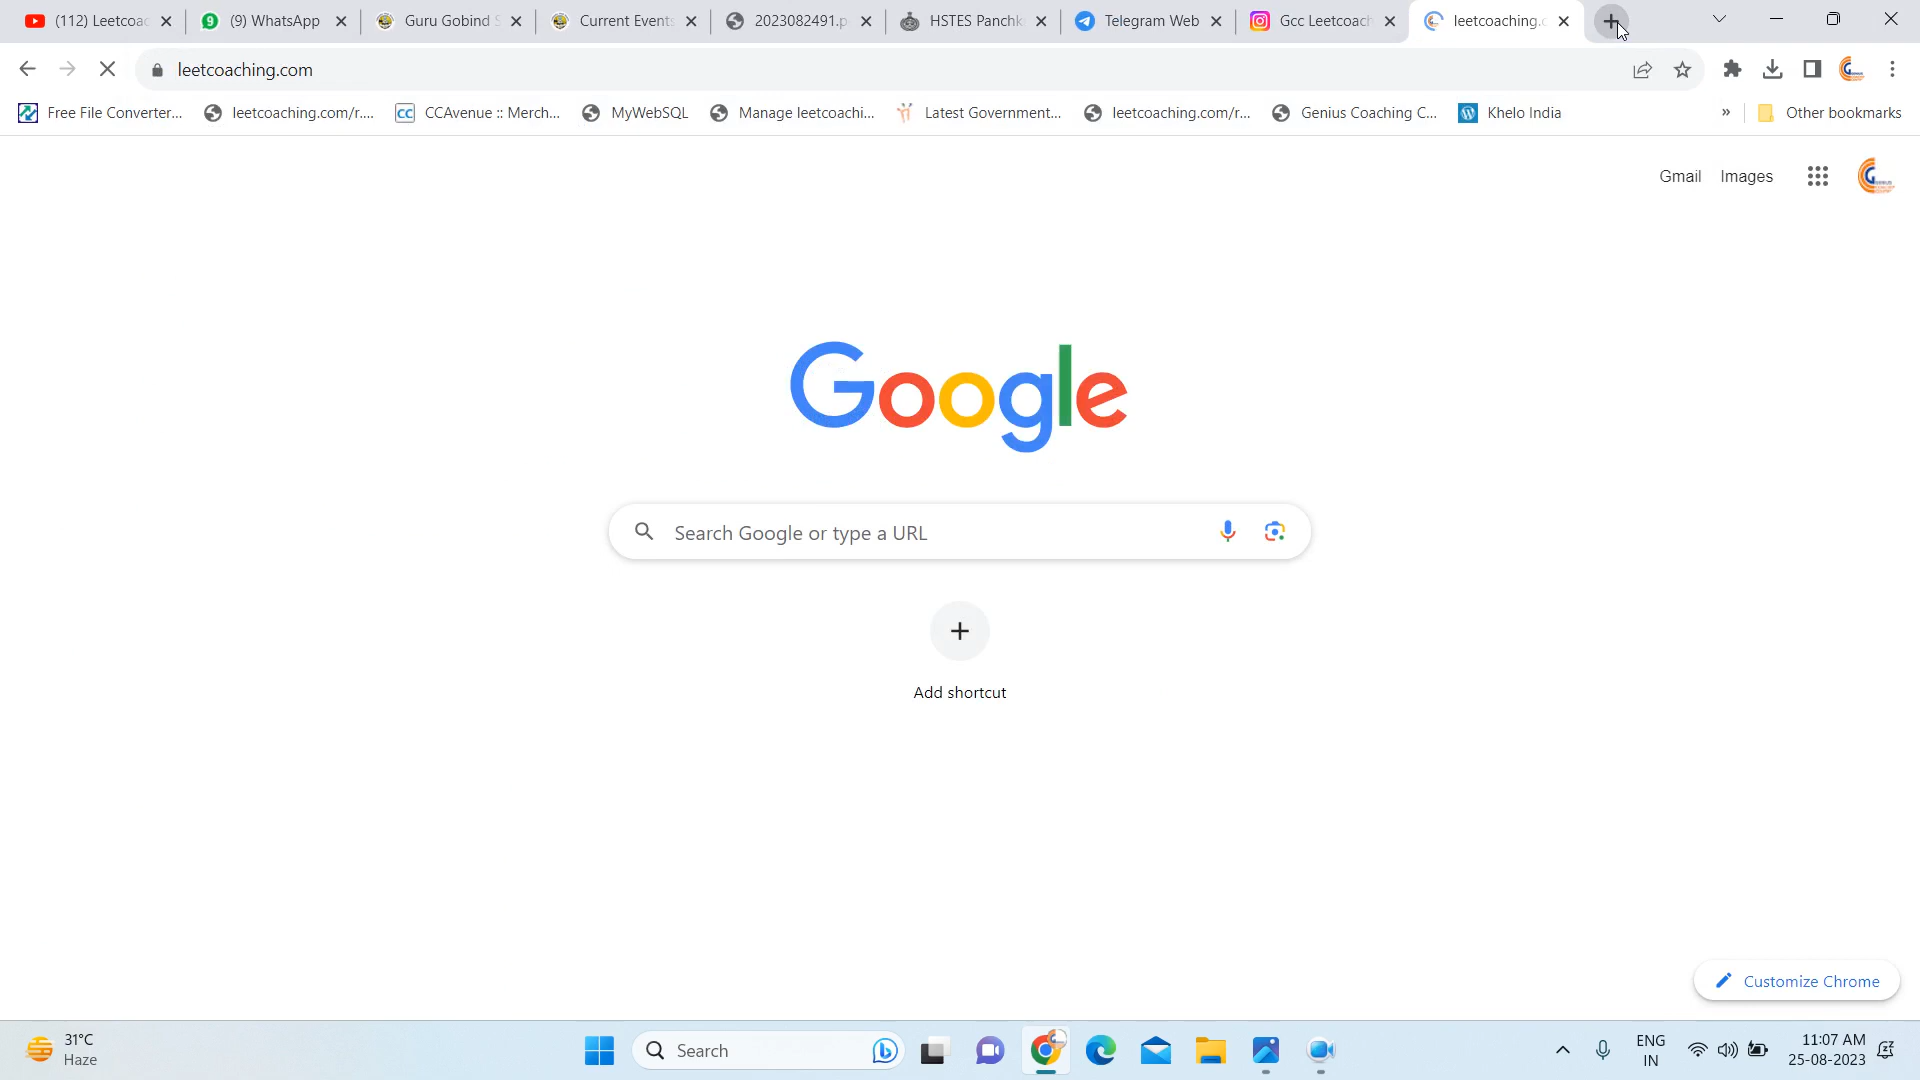 (112) Leetcoac
9 (9) WhatsApp
Guru Gobind S
Current Events
2023082491.p
HSTES Panchk
Telegram Web
Gcc Leetcoach
leetcoaching.c
leetcoaching.com
Free File Converter...
leetcoaching.com/r....
CC CCAvenue :: Merch...
MyWebSQL
Manage leetcoachi...
Latest Government...
leetcoaching.com/r...
Genius Coaching C...
Khelo India
»
Other bookmarks
Gmail
Images
Google
Search Google or type a URL
Add shortcut
Customize Chrome
31°C
Haze
Search
ENG
IN
11:07 AM
25-08-2023